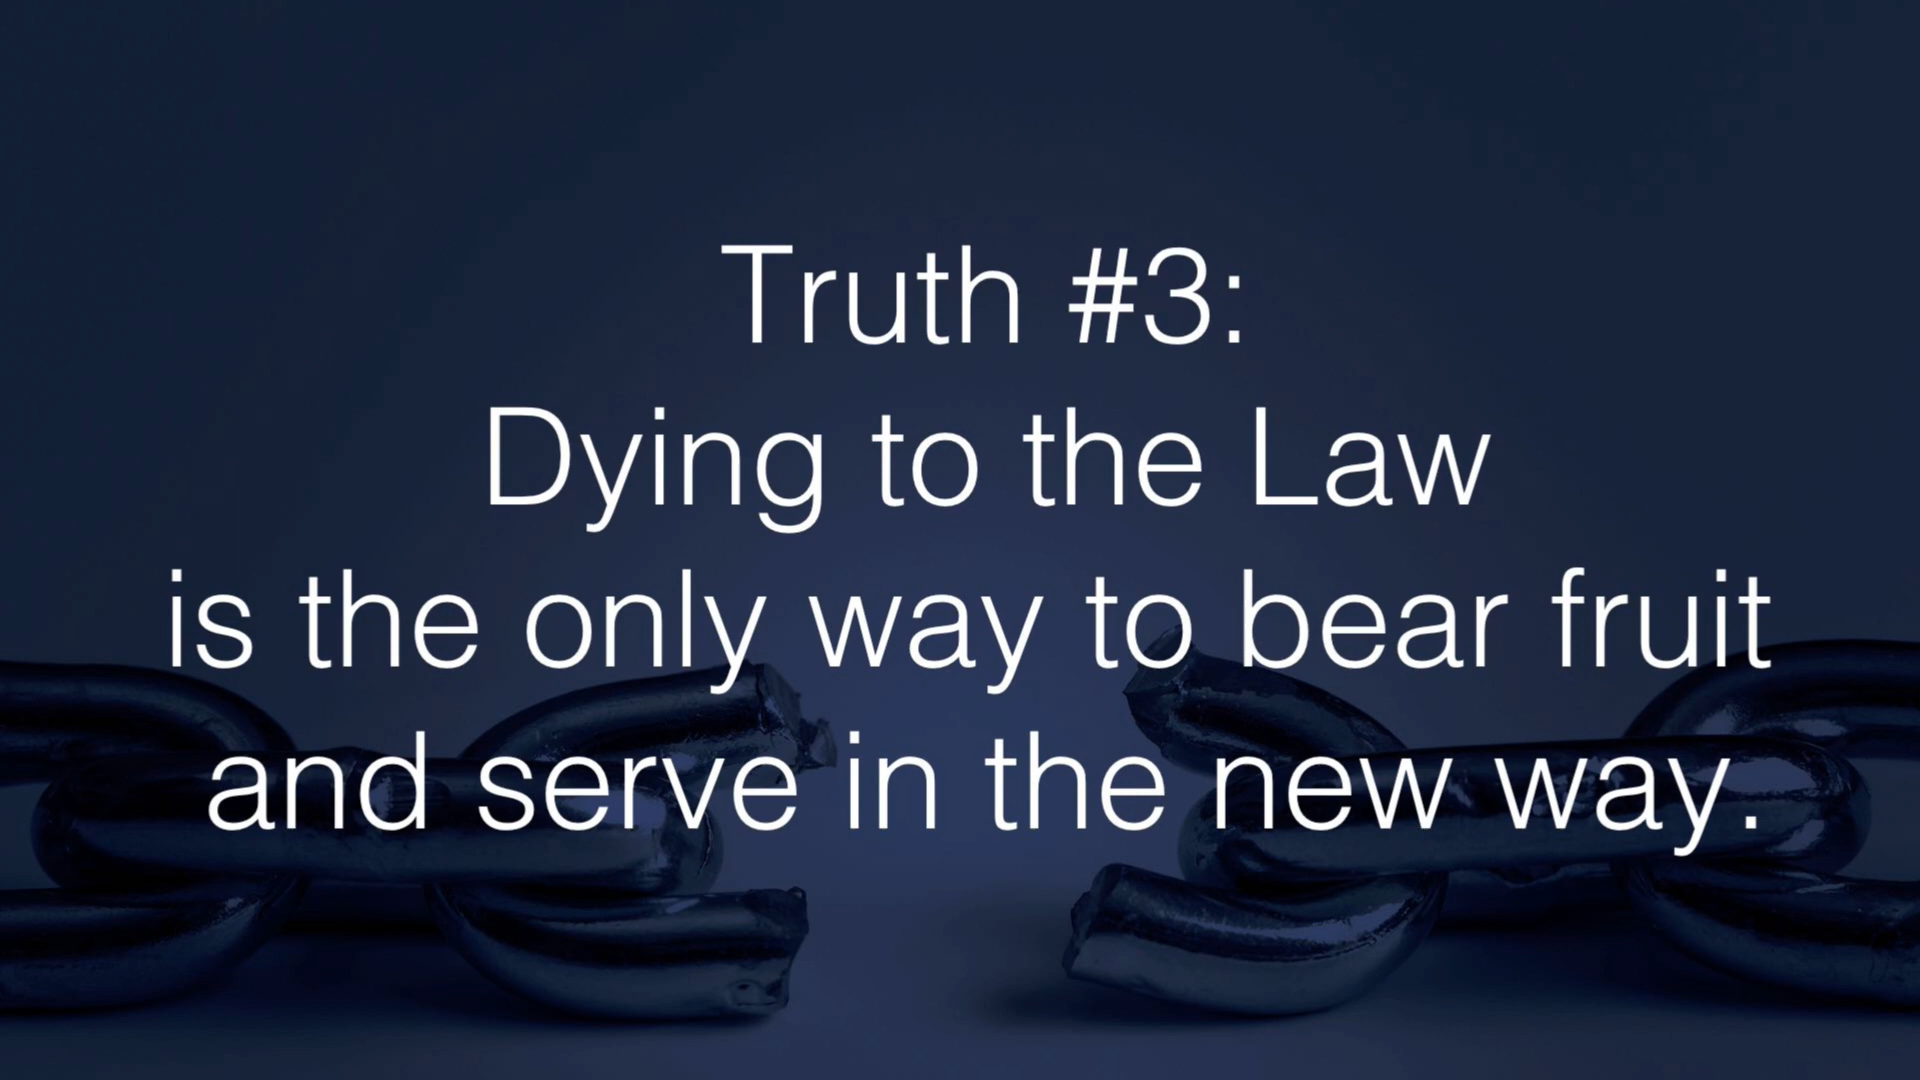 Truth #3:
Dying to the Law
is the only way to bear fruit
and serve in the new way.